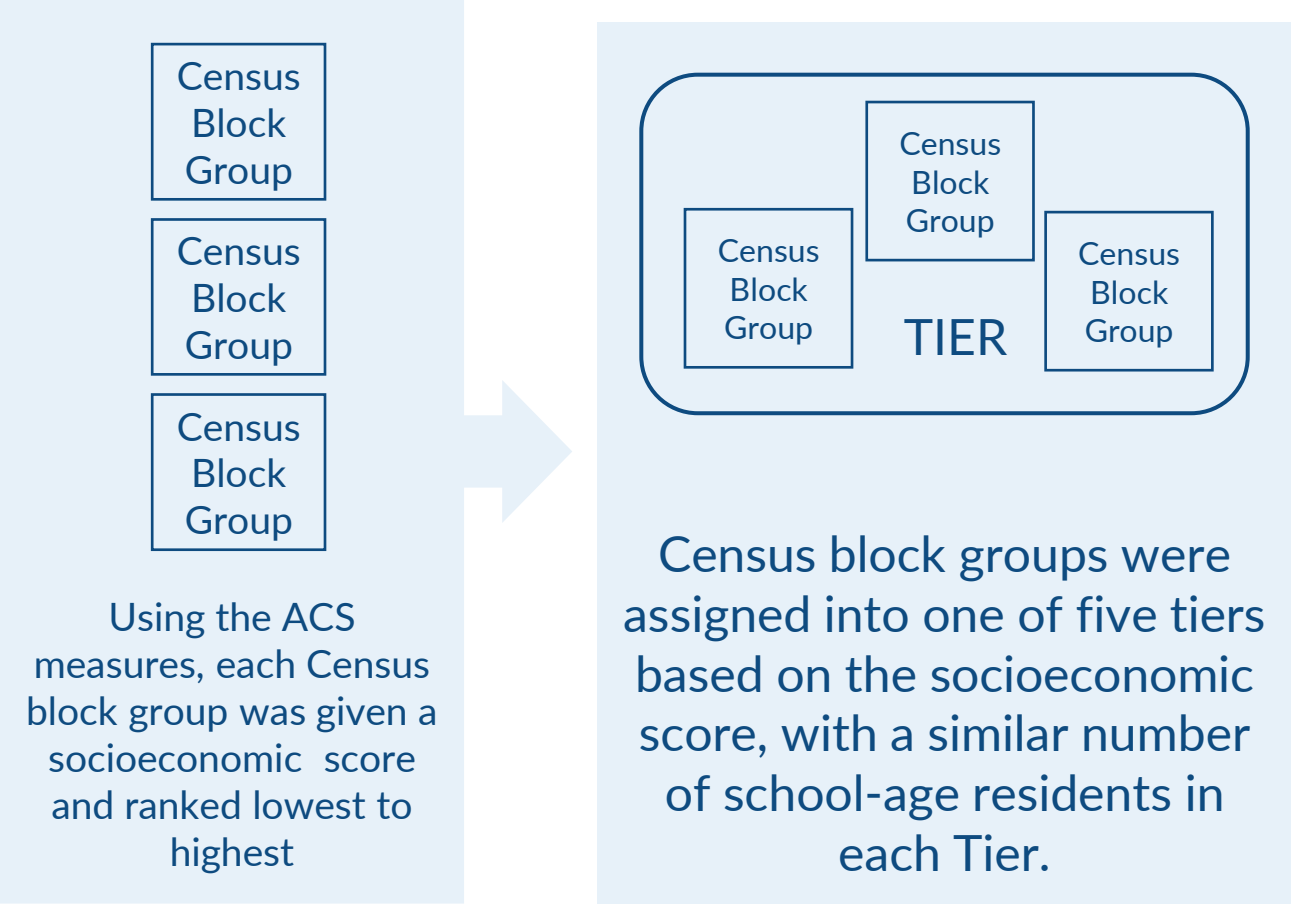 Census
Block
Group
Census
Block
Group
Census
Block
Group
Using the ACS
measures, each Census
block group was given a
socioeconomic  score
and ranked lowest to
highest
Census
Block
Group
Census
Block
Group
Census
Block
Group
TIER
Census block groups were
assigned into one of five tiers
based on the socioeconomic
score, with a similar number
of school-age residents in
each Tier.